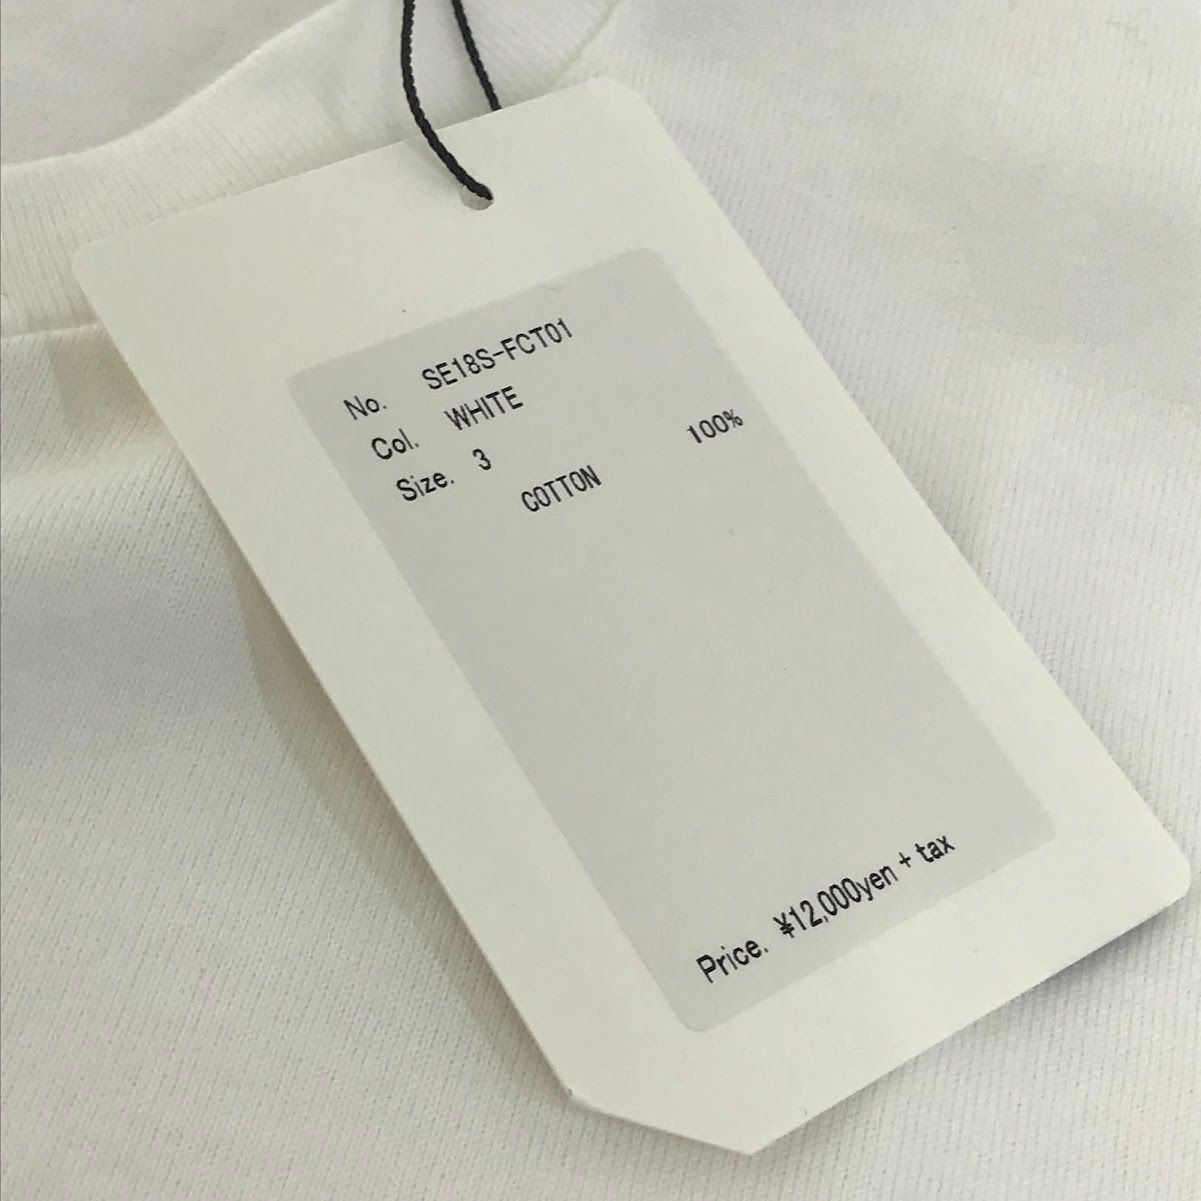 No. SE18S-FCT01
Col. WHITE
Size. 3
COTTON 100%
Price. ¥12,000yen + tax